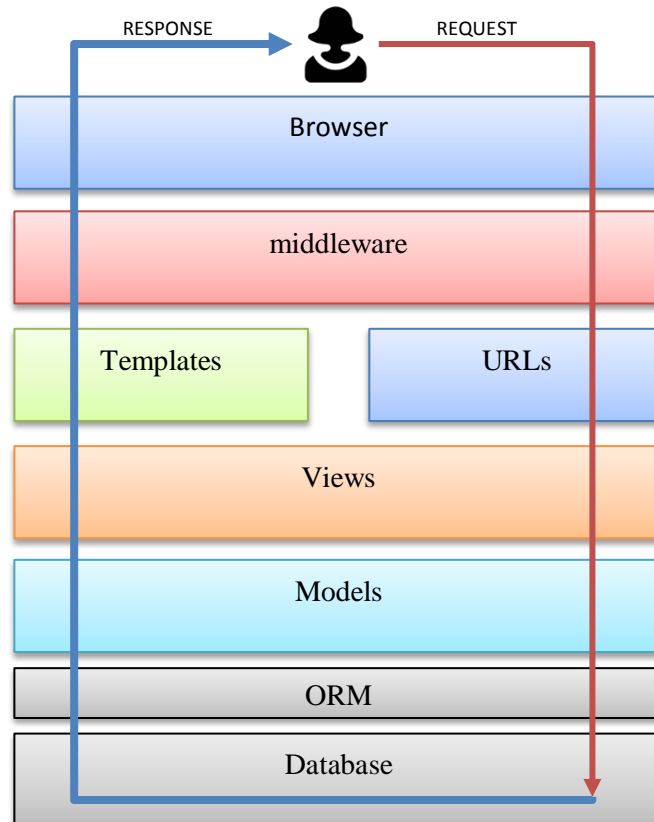 RESPONSE
REQUEST
Browser
middleware
Templates
URLs
Views
Models
ORM
Database